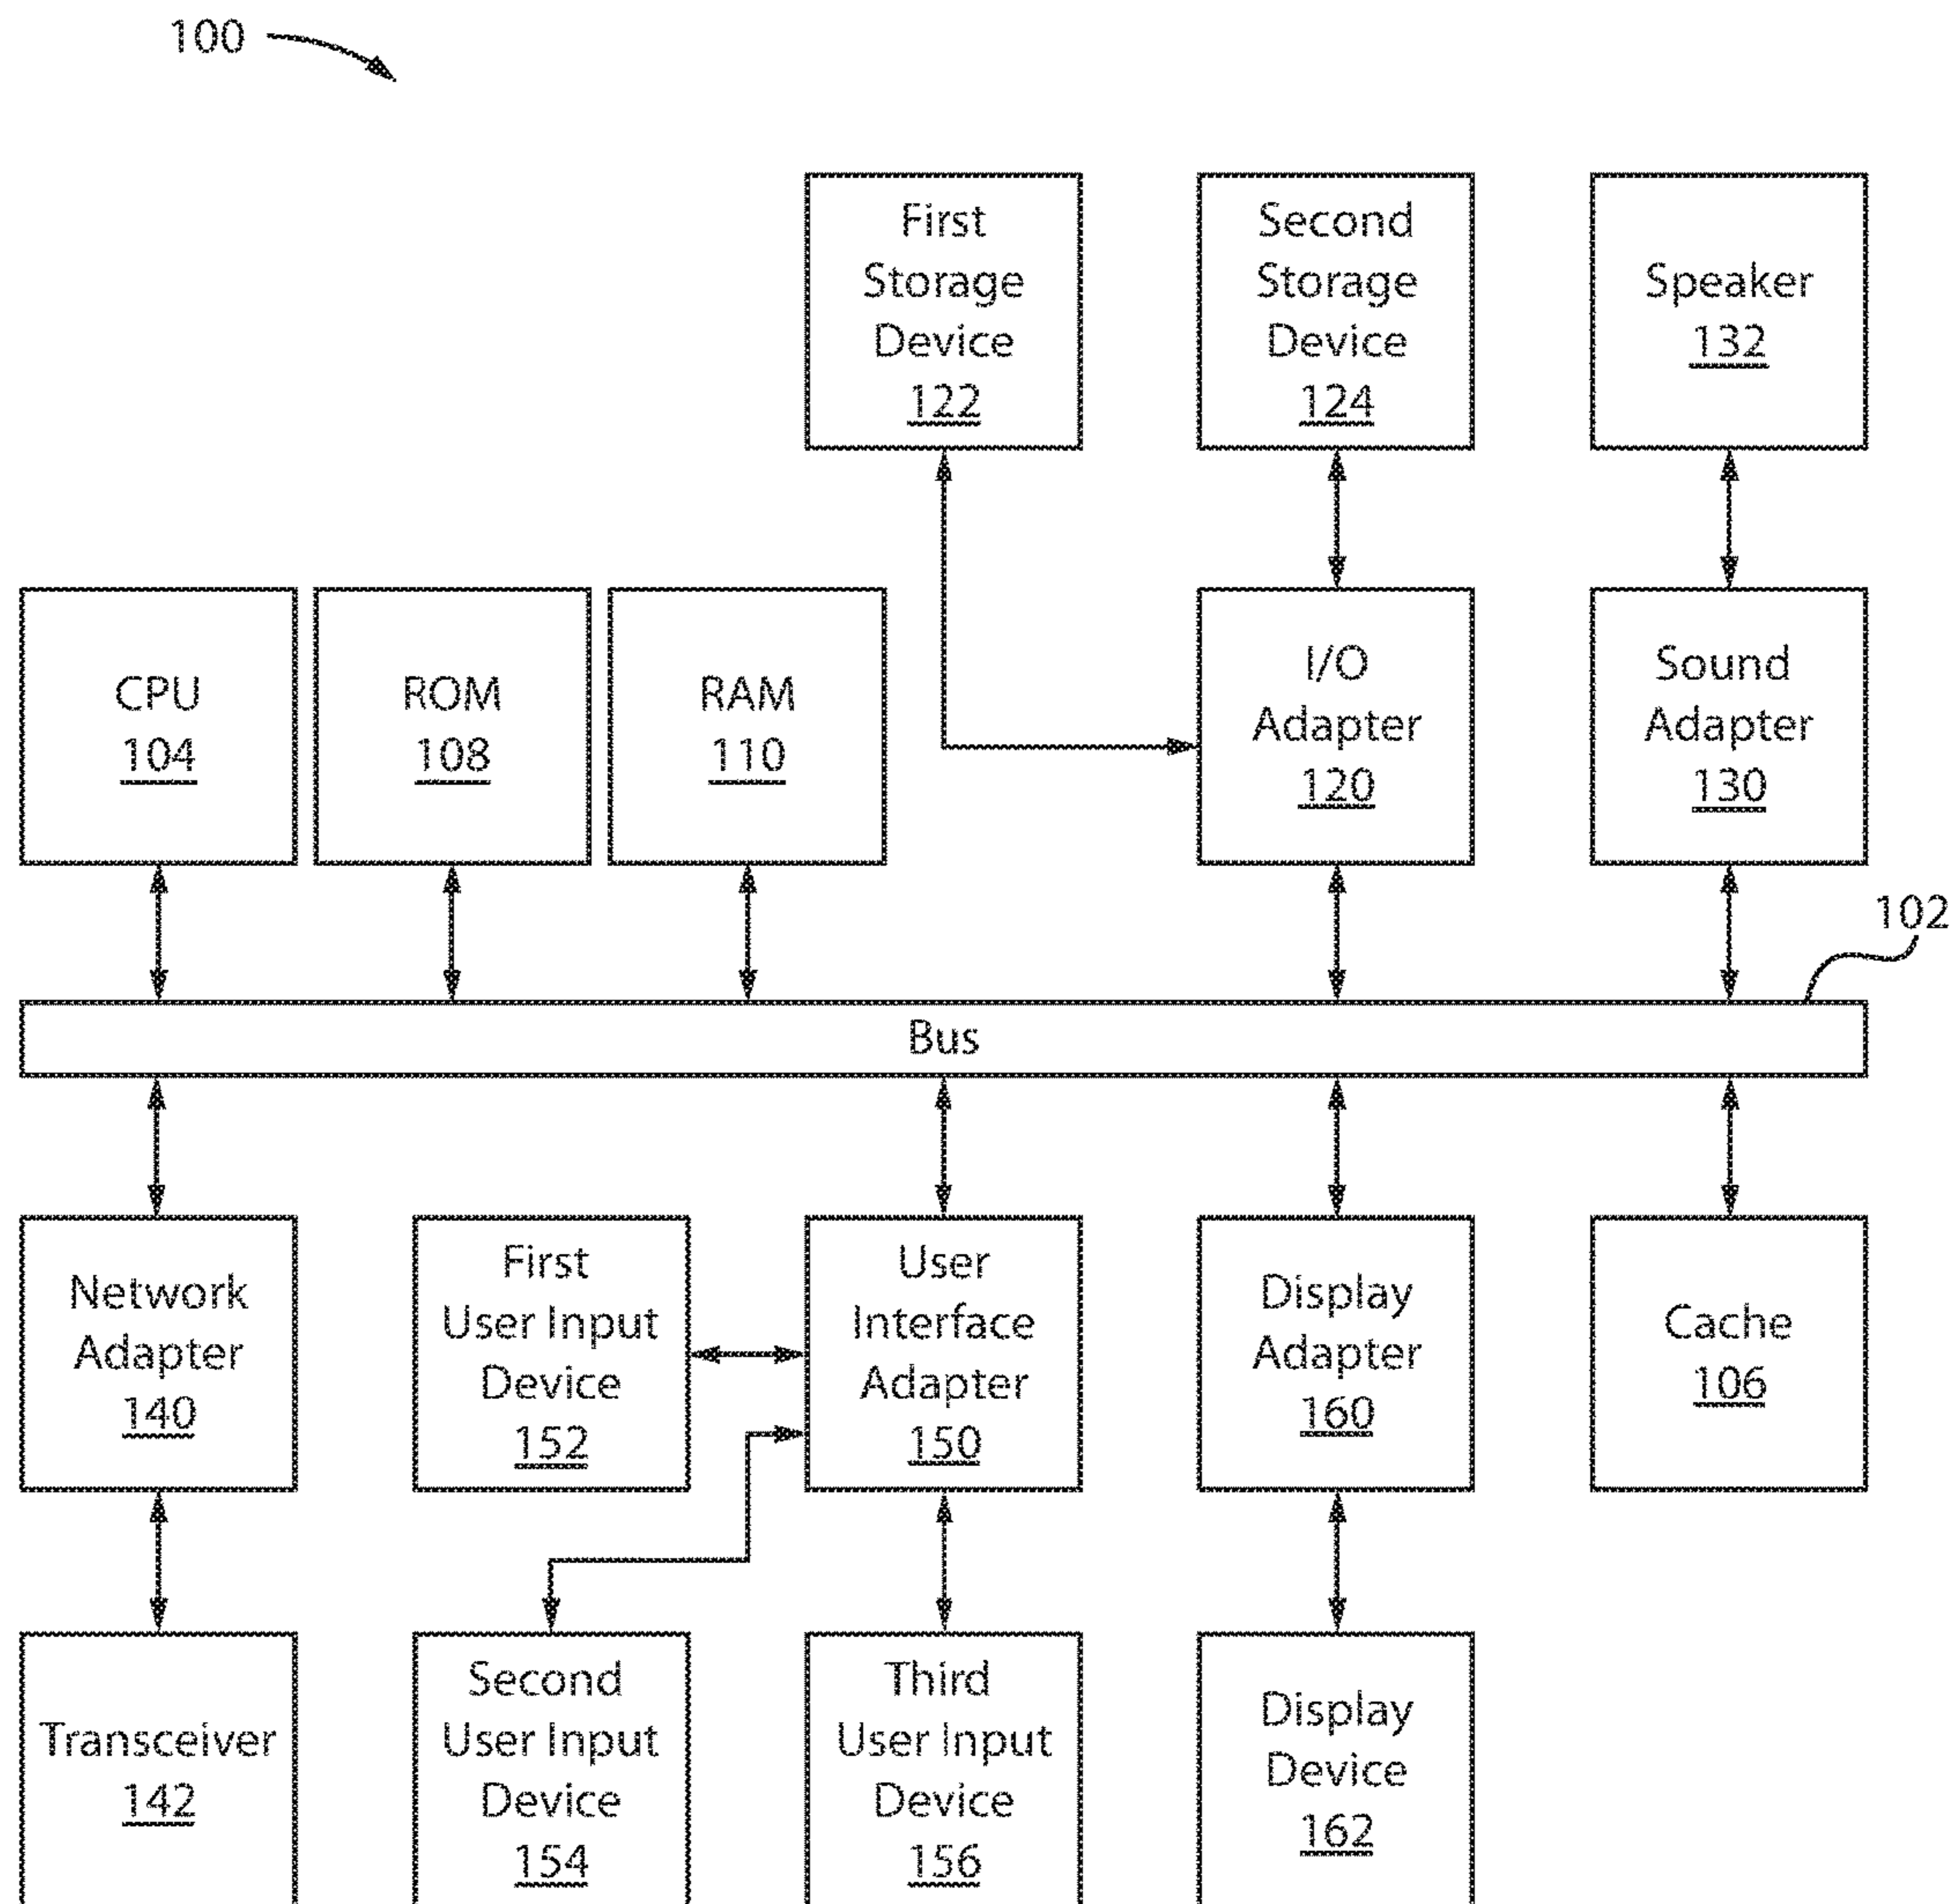 100
First
Storage
Device
122
Second
Storage
Device
124
Speaker
132
CPU
104
ROM
108
RAM
110
I/O
Adapter
120
Sound
Adapter
130
102
Bus
Network
Adapter
140
First
User Input
Device
152
User
Interface
Adapter
150
Display
Adapter
160
Cache
106
Transceiver
142
Second
User Input
Device
154
Third
User Input
Device
156
Display
Device
162